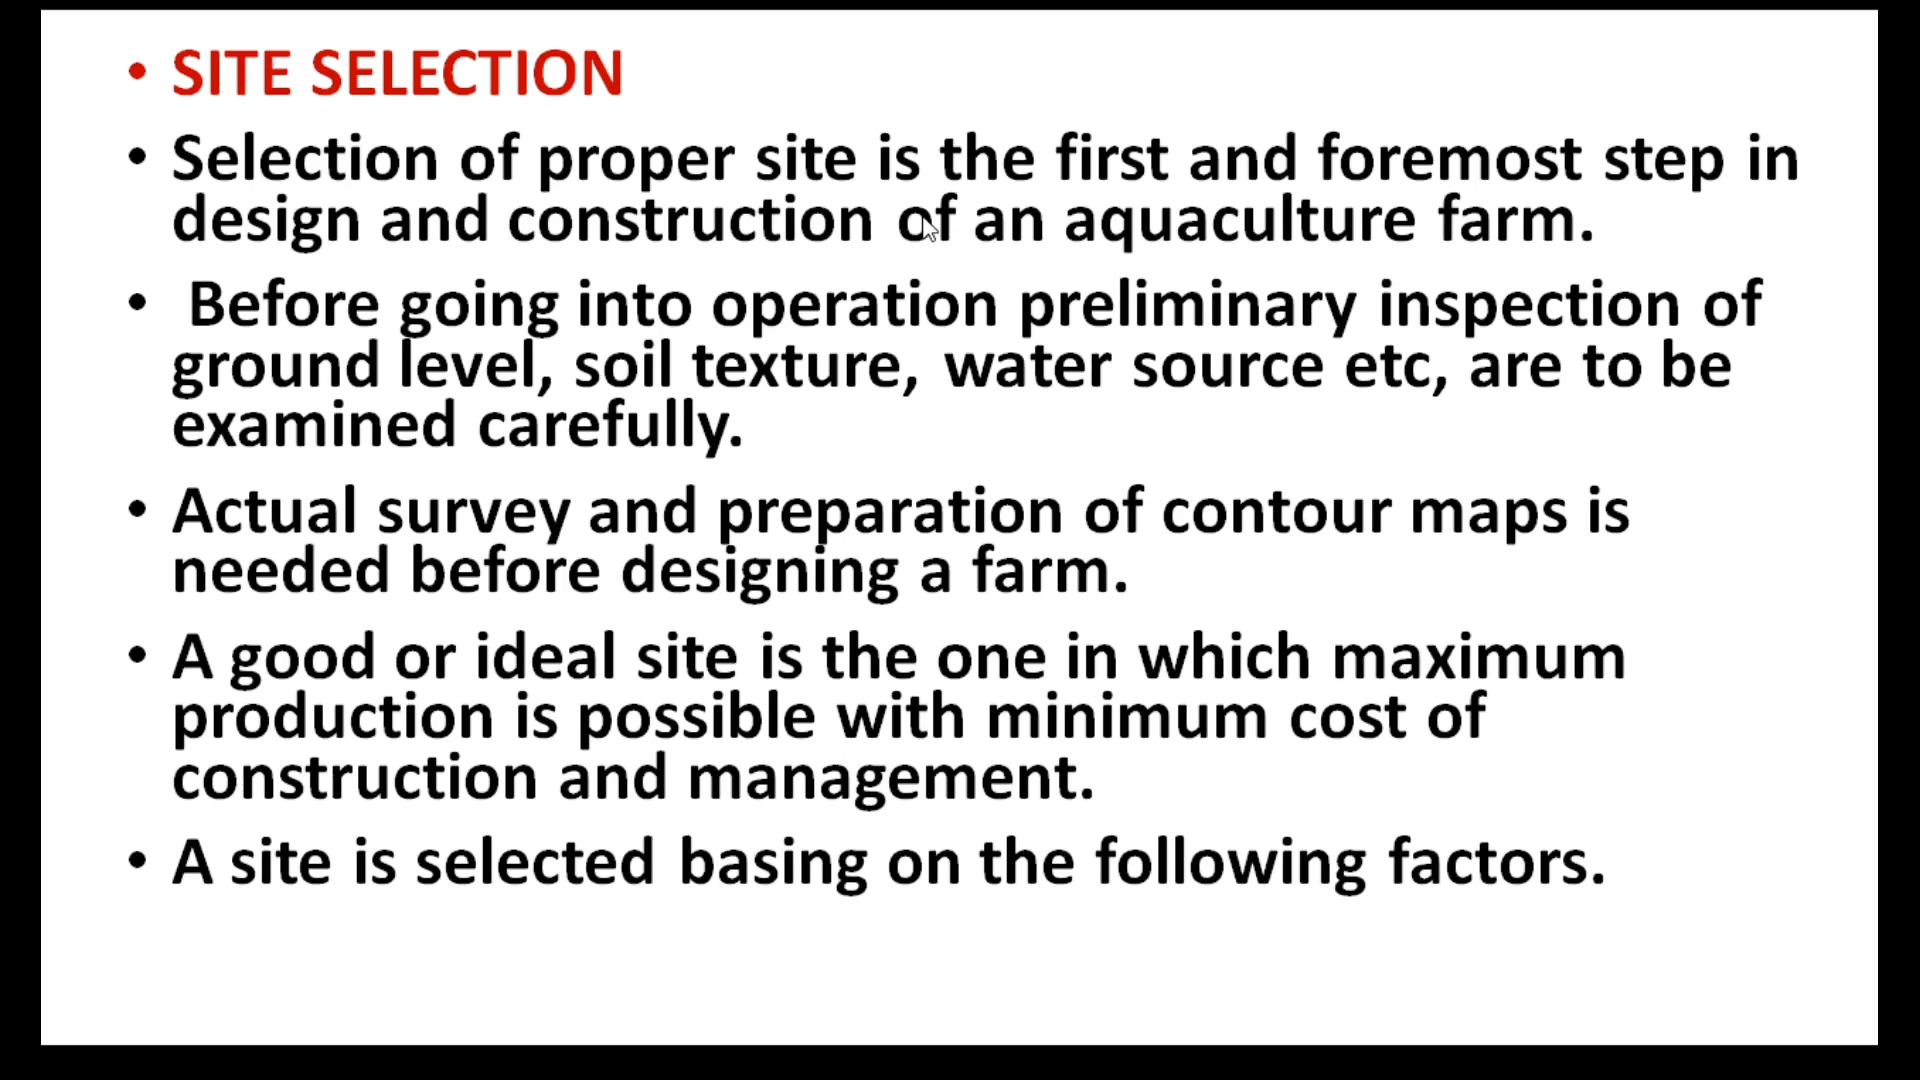 • SITE SELECTION
• Selection of proper site is the first and foremost step in
design and construction of an aquaculture farm.
• Before going into operation preliminary inspection of
ground level, soil texture, water source etc, are to be
examined carefully.
• Actual survey and preparation of contour maps is
needed before designing a farm.
• A good or ideal site is the one in which maximum
production is possible with minimum cost of
construction and management.
• A site is selected basing on the following factors.